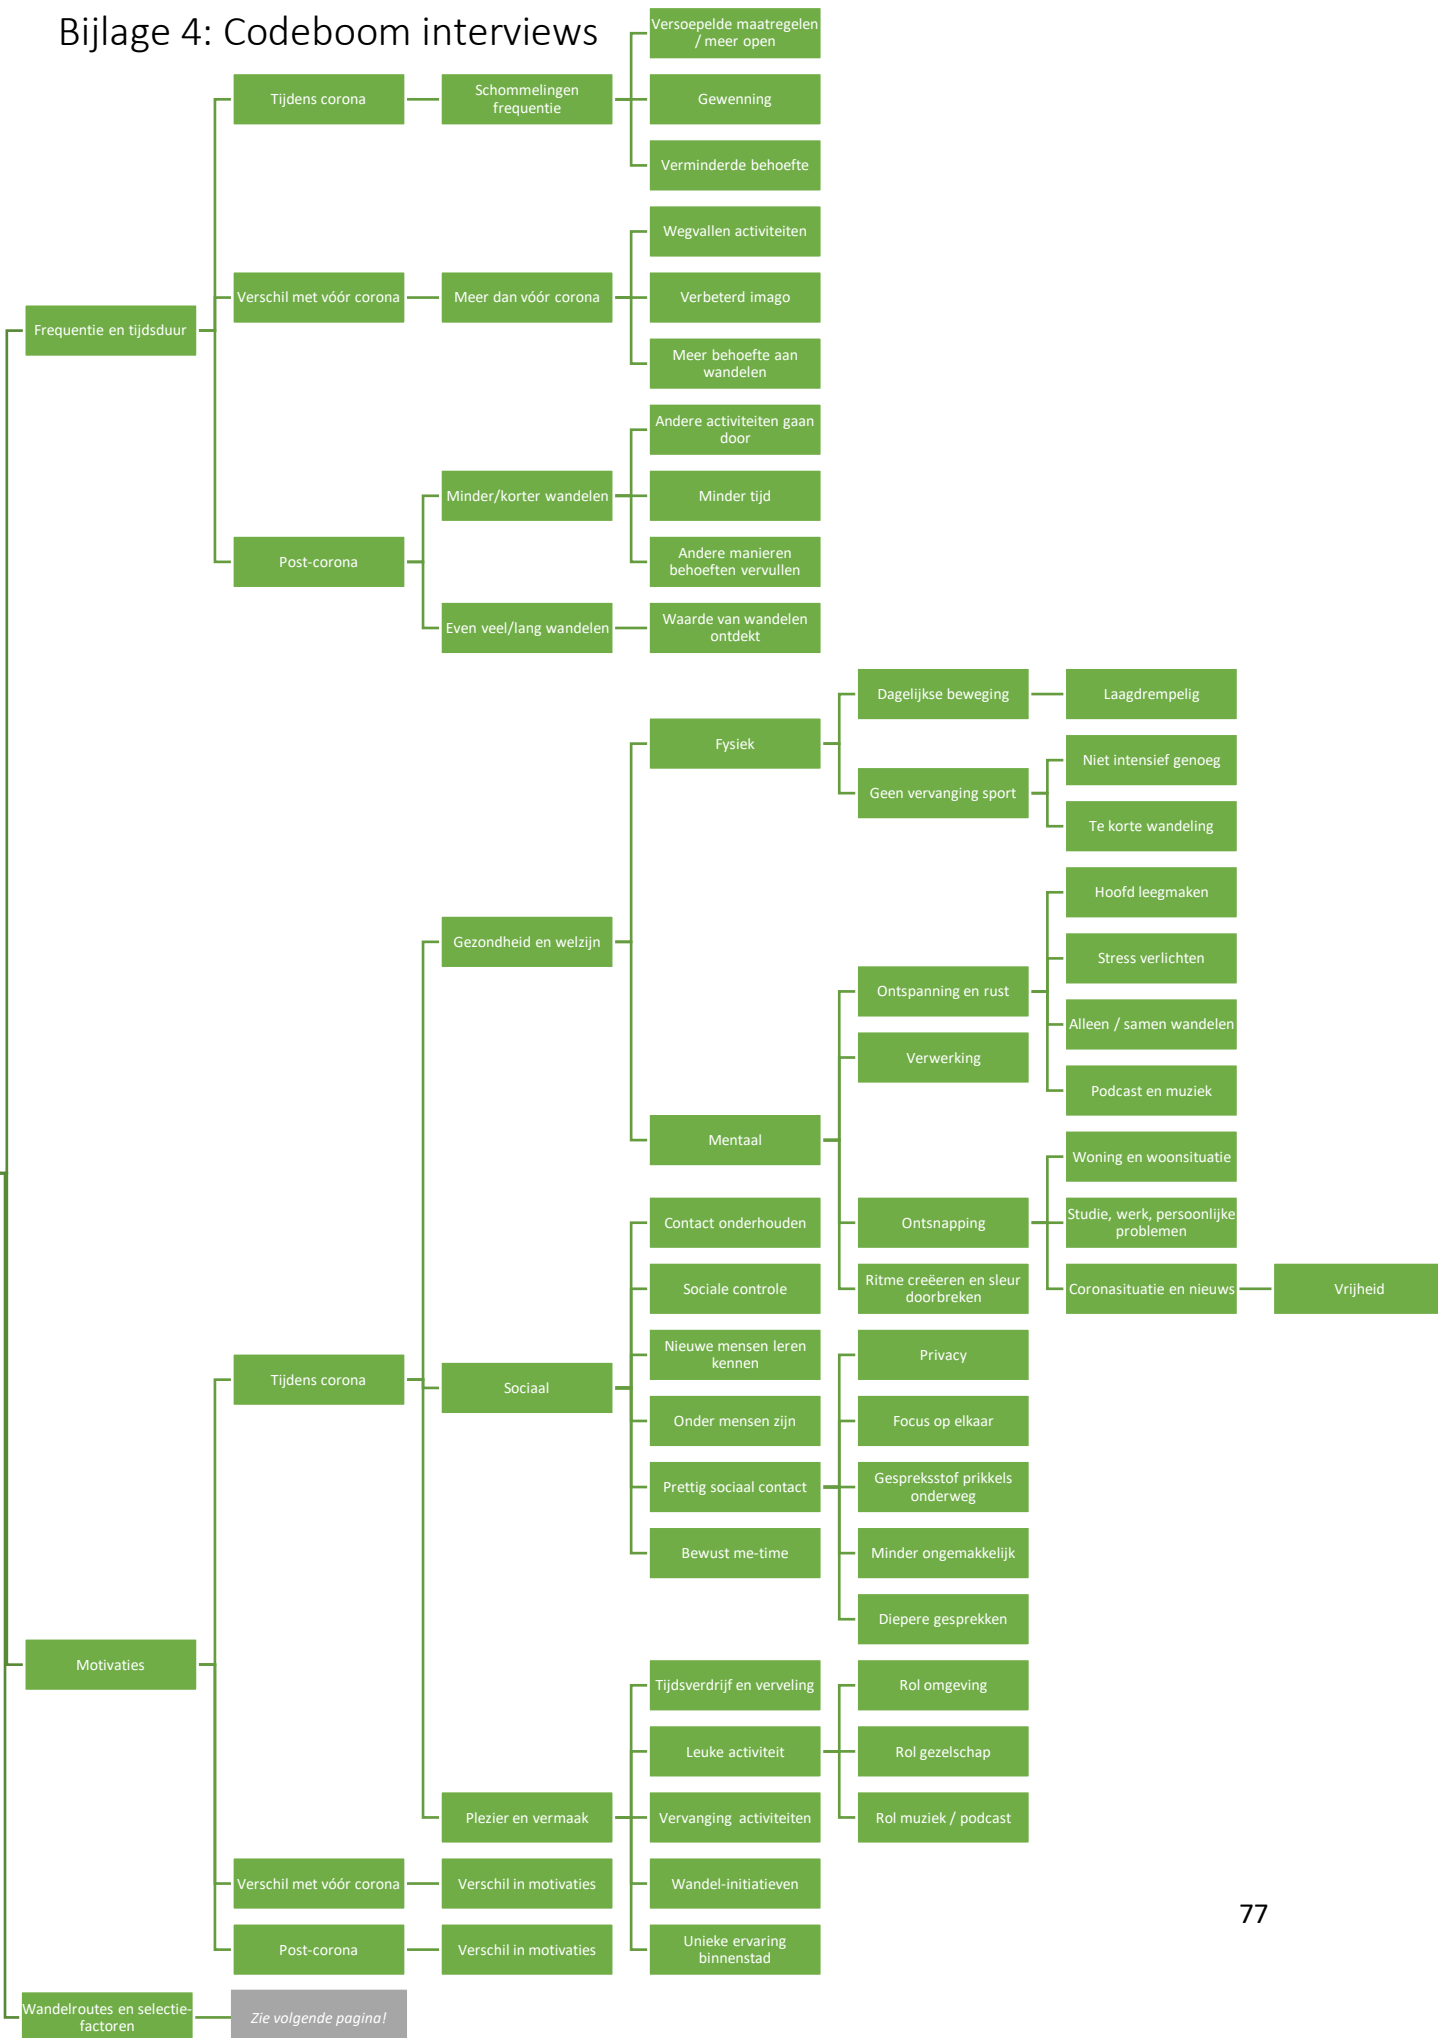 Bijlage 4: Codeboom interviews
Versoepelde maatregelen
/ meer open
Tijdens corona
Schommelingen
frequentie
Gewenning
Verminderde behoefte
Wegvallen activiteiten
Verschil met vóór corona
Meer dan vóór corona
Verbeterd imago
Frequentie en tijdsduur
Meer behoefte aan
wandelen
Andere activiteiten gaan
door
Minder/korter wandelen
Minder tijd
Post-corona
Andere manieren
behoeften vervullen
Even veel/lang wandelen
Waarde van wandelen
ontdekt
Dagelijkse beweging
Laagdrempelig
Fysiek
Niet intensief genoeg
Geen vervanging sport
Te korte wandeling
Hoofd leegmaken
Gezondheid en welzijn
Stress verlichten
Ontspanning en rust
Alleen / samen wandelen
Verwerking
Podcast en muziek
Mentaal
Woning en woonsituatie
Contact onderhouden
Ontsnapping
Studie, werk, persoonlijke
problemen
Sociale controle
Ritme creëeren en sleur
doorbreken
Coronasituatie en nieuws
Vrijheid
Nieuwe mensen leren
kennen
Privacy
Tijdens corona
Sociaal
Onder mensen zijn
Focus op elkaar
Prettig sociaal contact
Gespreksstof prikkels
onderweg
Bewust me-time
Minder ongemakkelijk
Diepere gesprekken
Motivaties
Tijdsverdrijf en verveling
Rol omgeving
Leuke activiteit
Rol gezelschap
Plezier en vermaak
Vervanging activiteiten
Rol muziek / podcast
Verschil met vóór corona
Verschil in motivaties
Wandel-initiatieven
Post-corona
Verschil in motivaties
Unieke ervaring
binnenstad
77
Wandelroutes en selectie-
factoren
Zie volgende pagina!